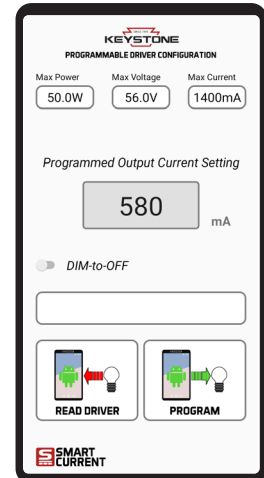 KEYSTONE
PROGRAMMABLE DRIVER CONFIGURATION
Max Power Max Voltage Max Current
50.0W 56.0V 1400mA
Programmed Output Current Setting
580 mA
DIM-to-OFF
READ DRIVER PROGRAM
SMART
CURRENT